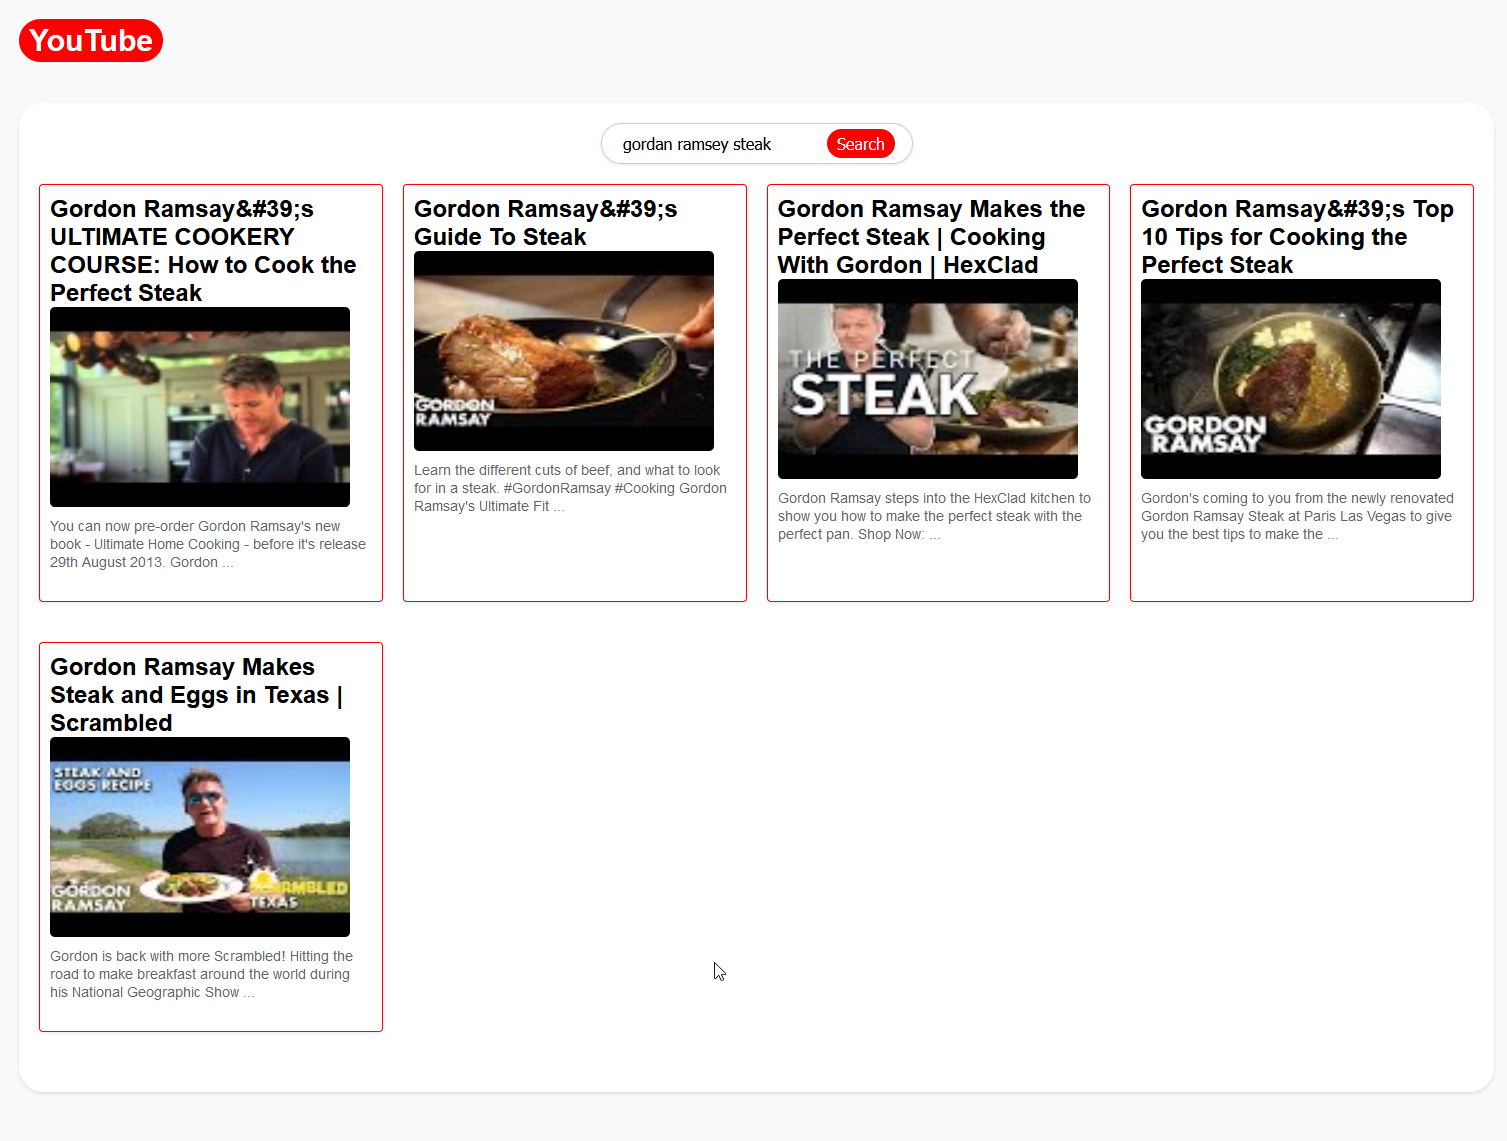 YouTube
gordan ramsey steak
Search
Gordon Ramsay&#39;s
ULTIMATE COOKERY
COURSE: How to Cook the
Perfect Steak
You can now pre-order Gordon Ramsay's new
book - Ultimate Home Cooking - before it's release
29th August 2013. Gordon ...
Gordon Ramsay&#39;s
Guide To Steak
GORDON
RAMSAY
Learn the different cuts of beef, and what to look
for in a steak. #GordonRamsay #Cooking Gordon
Ramsay's Ultimate Fit ...
Gordon Ramsay Makes the
Perfect Steak | Cooking
With Gordon | HexClad
THE PERFECT
STEAK
Gordon Ramsay steps into the HexClad kitchen to
show you how to make the perfect steak with the
perfect pan. Shop Now: ...
Gordon Ramsay&#39;s Top
10 Tips for Cooking the
Perfect Steak
GORDON
RAMSAY
Gordon's coming to you from the newly renovated
Gordon Ramsay Steak at Paris Las Vegas to give
you the best tips to make the ...
Gordon Ramsay Makes
Steak and Eggs in Texas |
Scrambled
STEAK AND
EGGS RECIPE
GORDON
RAMSAY
SCRAMBLED
TEXAS
Gordon is back with more Scrambled! Hitting the
road to make breakfast around the world during
his National Geographic Show ...